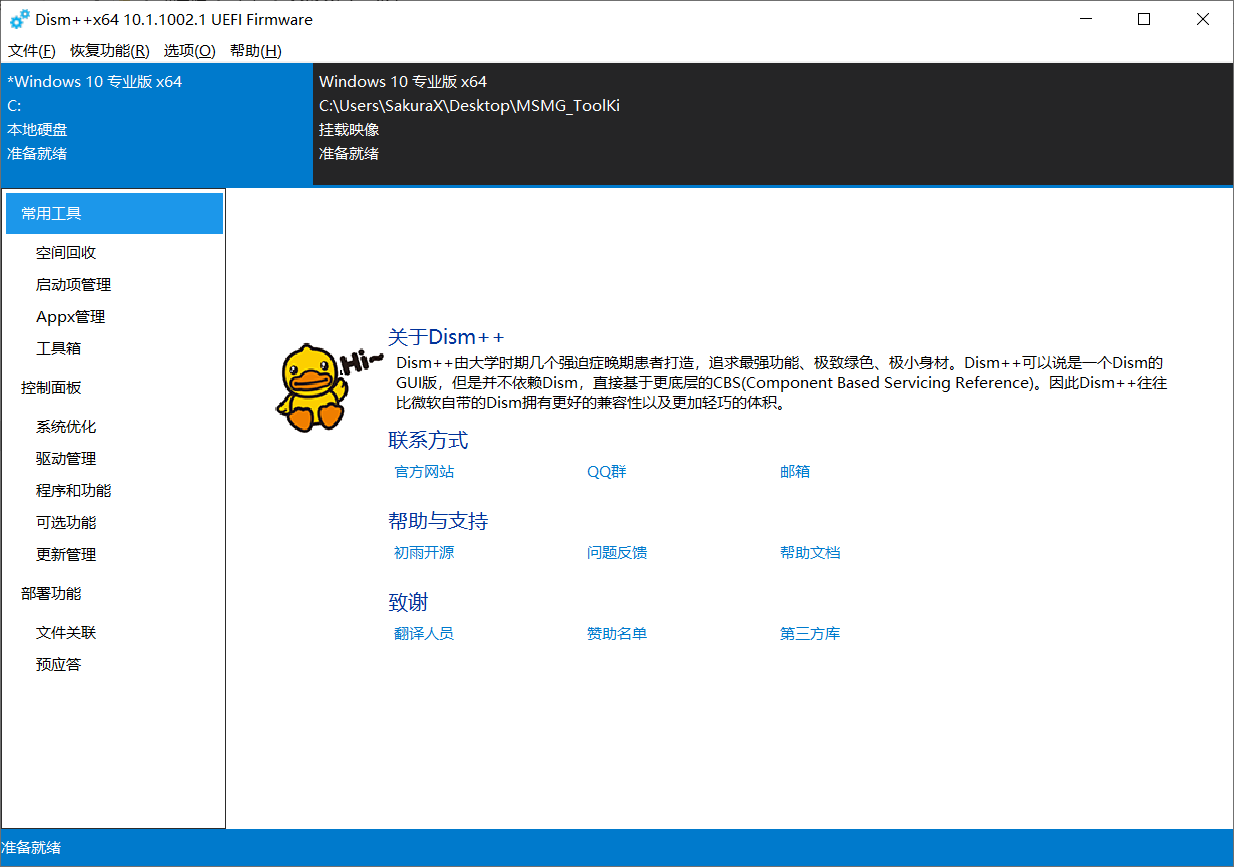 Dism++x64 10.1.1002.1 UEFI Firmware
文件(F) 恢复功能(R) 选项(O) 帮助(H)
*Windows 10 专业版 x64
C:
本地硬盘
准备就绪
Windows 10 专业版 x64
C:\Users\SakuraX\Desktop\MSMG_ToolKi
挂载映像
准备就绪
常用工具
空间回收
启动项管理
Appx管理
工具箱
控制面板
系统优化
驱动管理
程序和功能
可选功能
更新管理
部署功能
文件关联
预应答
Hi~
关于Dism++
Dism++由大学时期几个强迫症晚期患者打造，追求最强功能、极致绿色、极小身材。Dism++可以说是一个Dism的
GUI版，但是并不依赖Dism，直接基于更底层的CBS(Component Based Servicing Reference)。因此Dism++往往
比微软自带的Dism拥有更好的兼容性以及更加轻巧的体积。
联系方式
官方网站 QQ群 邮箱
帮助与支持
初雨开源 问题反馈 帮助文档
致谢
翻译人员 赞助名单 第三方库
准备就绪